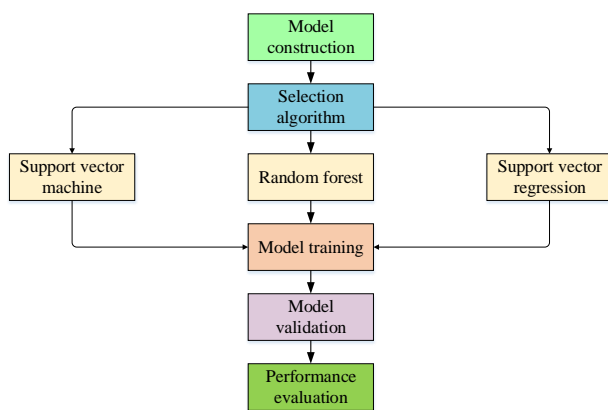 Model
construction
Selection
algorithm
Support vector
machine
Random forest
Support vector
regression
Model training
Model
validation
Performance
evaluation